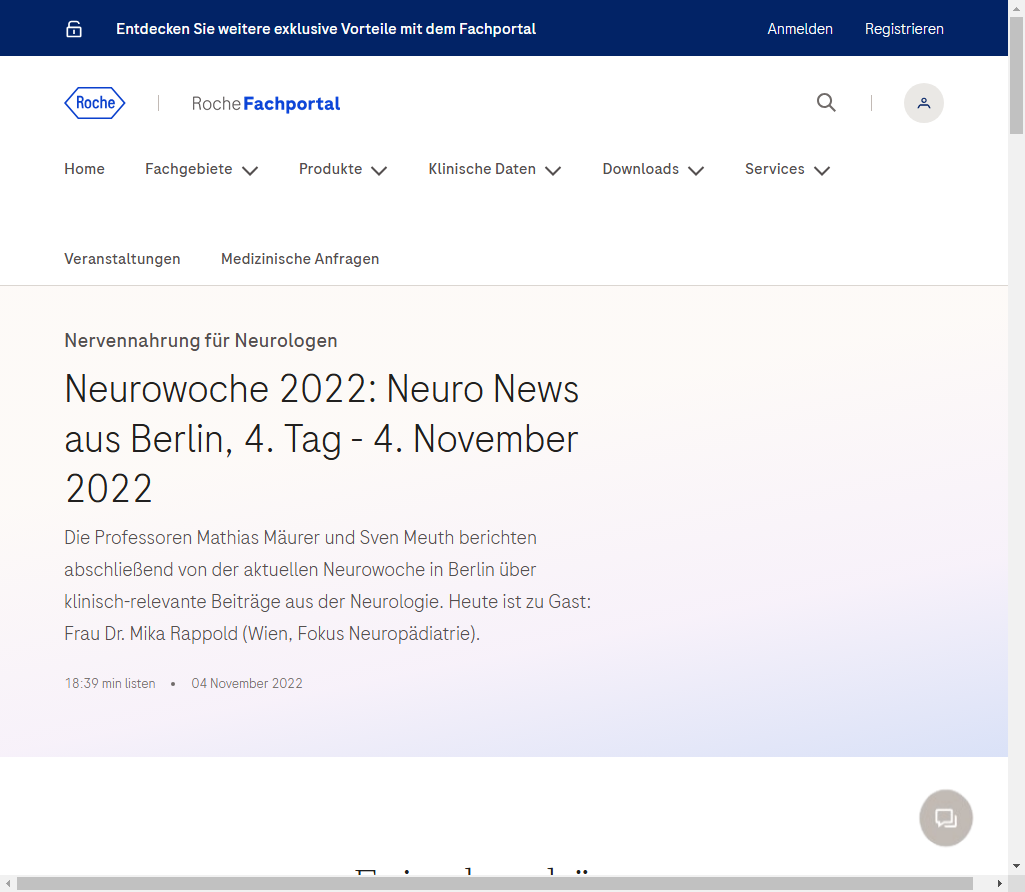 Entdecken Sie weitere exklusive Vorteile mit dem Fachportal
Anmelden
Registrieren
Roche
Roche Fachportal
Home
Fachgebiete
Produkte
Klinische Daten
Downloads
Services
Veranstaltungen
Medizinische Anfragen
Nervennahrung für Neurologen
Neurowoche 2022: Neuro News
aus Berlin, 4. Tag - 4. November
2022
Die Professoren Mathias Mäurer und Sven Meuth berichten
abschließend von der aktuellen Neurowoche in Berlin über
klinisch-relevante Beiträge aus der Neurologie. Heute ist zu Gast:
Frau Dr. Mika Rappold (Wien, Fokus Neuropädiatrie).
18:39 min listen • 04 November 2022